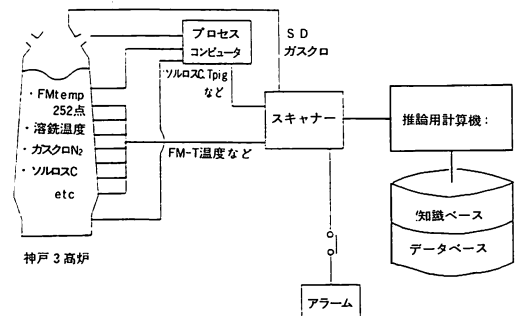 プロセス
コンピュータ
SD
ガスクロ
ソルロスC.Tpig
など
・FMtemp
252点
・溶銑温度
・ガスクロN₂
・ソルロスC
etc
スキャナー
推論用計算機:
FM-T温度など
知識ベース
データベース
神戸3高炉
アラーム